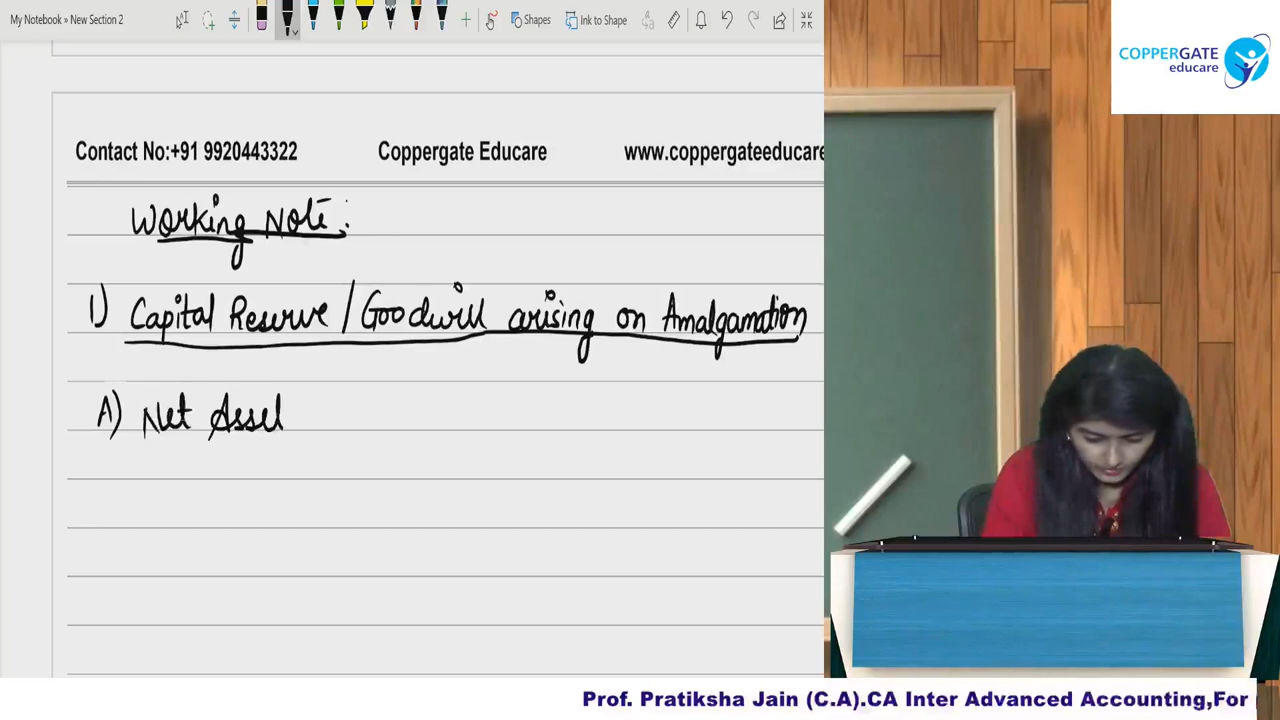 My Notebook » New Section 2
Shapes
Ink to Shape
COPPERGATE
educare
Contact No:+91 9920443322 Coppergate Educare www.coppergateeducare
Working Note:
1) Capital Reserve / Goodwill arising on Amalgamation
A) Net Asset
Prof. Pratiksha Jain (C.A).CA Inter Advanced Accounting,For